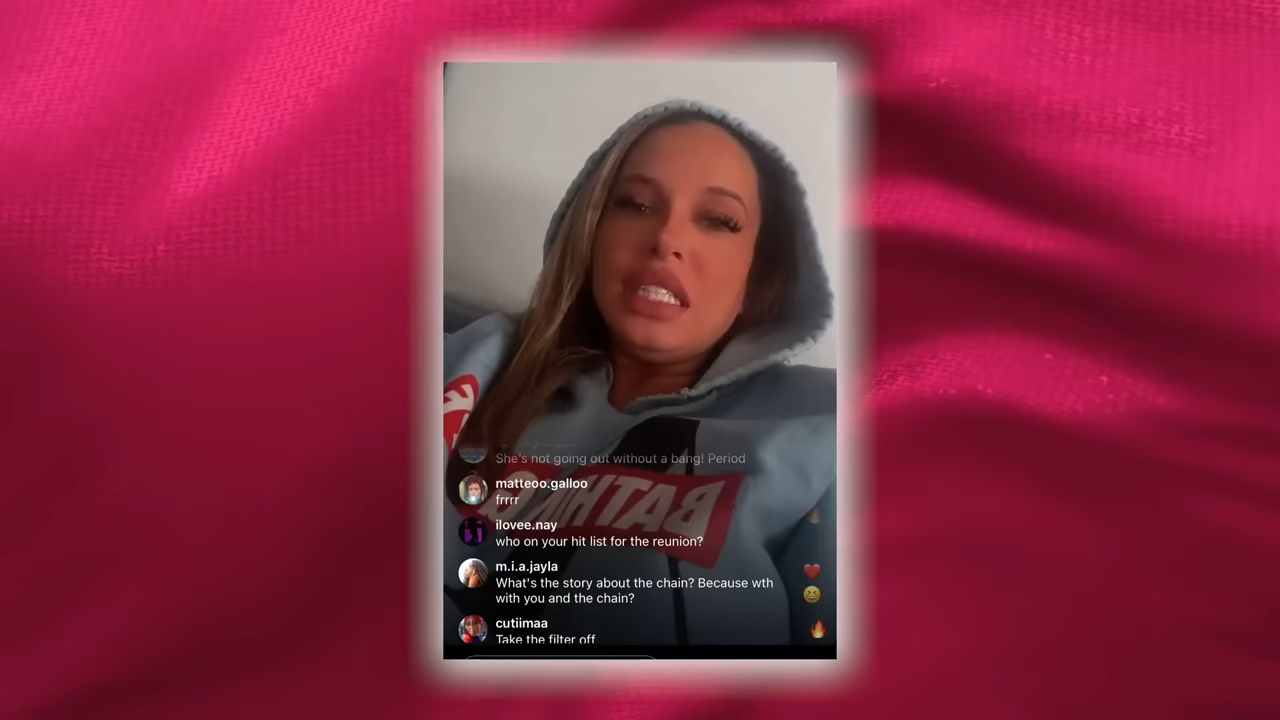 She's not going out without a bang! Period
matteoo.galloo
frrrr
ilovee.nay
who on your hit list for the reunion?
m.i.a.jayla
What's the story about the chain? Because wth
with you and the chain?
cutiimaa
Take the filter off